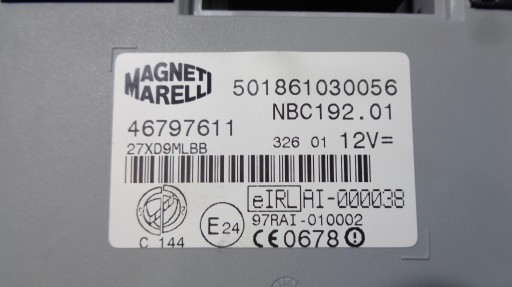 MAGNETI
MARELLI
501861030056
NBC192.01
46797611
27XD9MLBB
326 01 12V=
eIRL AI-000038
97RAI-010002
C 144
E24
CE0678